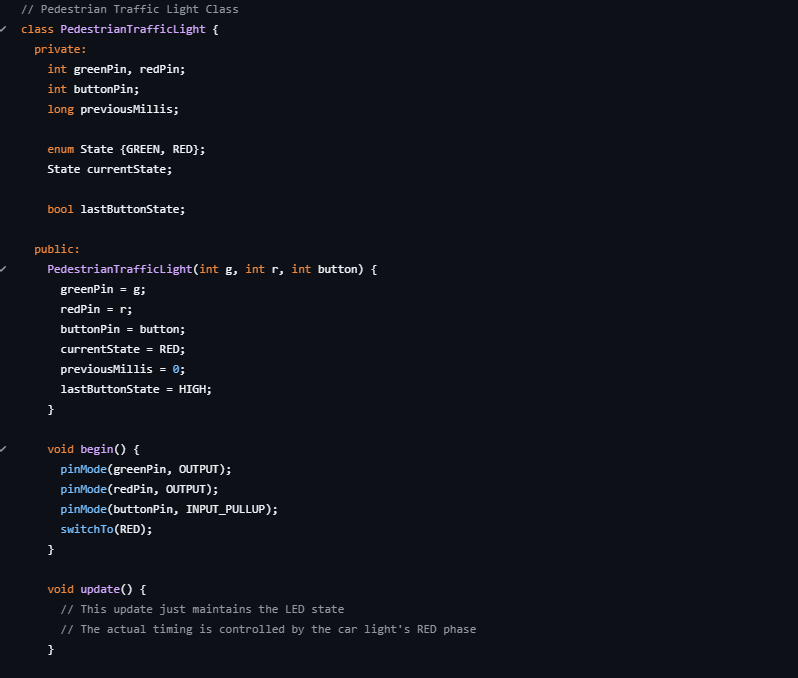 // Pedestrian Traffic Light Class
class PedestrianTrafficLight {
  private:
    int greenPin, redPin;
    int buttonPin;
    long previousMillis;

    enum State {GREEN, RED};
    State currentState;

    bool lastButtonState;

  public:
    PedestrianTrafficLight(int g, int r, int button) {
      greenPin = g;
      redPin = r;
      buttonPin = button;
      currentState = RED;
      previousMillis = 0;
      lastButtonState = HIGH;
    }

    void begin() {
      pinMode(greenPin, OUTPUT);
      pinMode(redPin, OUTPUT);
      pinMode(buttonPin, INPUT_PULLUP);
      switchTo(RED);
    }

    void update() {
      // This update just maintains the LED state
      // The actual timing is controlled by the car light's RED phase
    }